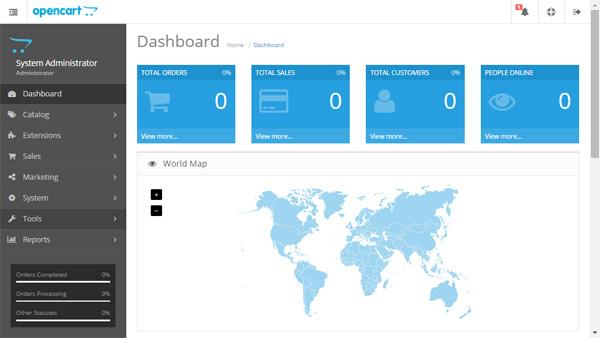 opencart
5
System Administrator
Administrator
Dashboard
Catalog
Extensions
Sales
Marketing
System
Tools
Reports
Orders Completed 0%
Orders Processing 0%
Other Statuses 0%
Dashboard Home / Dashboard
TOTAL ORDERS 0%
0
View more...
TOTAL SALES 0%
0
View more...
TOTAL CUSTOMERS 0%
0
View more...
PEOPLE ONLINE
0
View more...
World Map
+
−